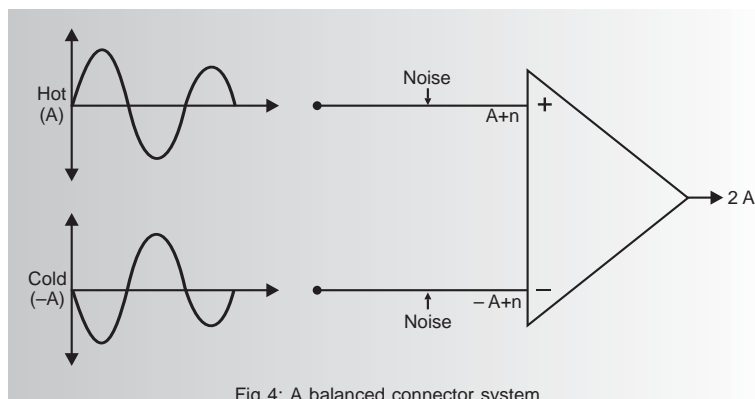 Hot
(A)
Noise
A+n
+
2 A
Cold
(–A)
– A+n
–
Noise
Fig 4: A balanced connector system